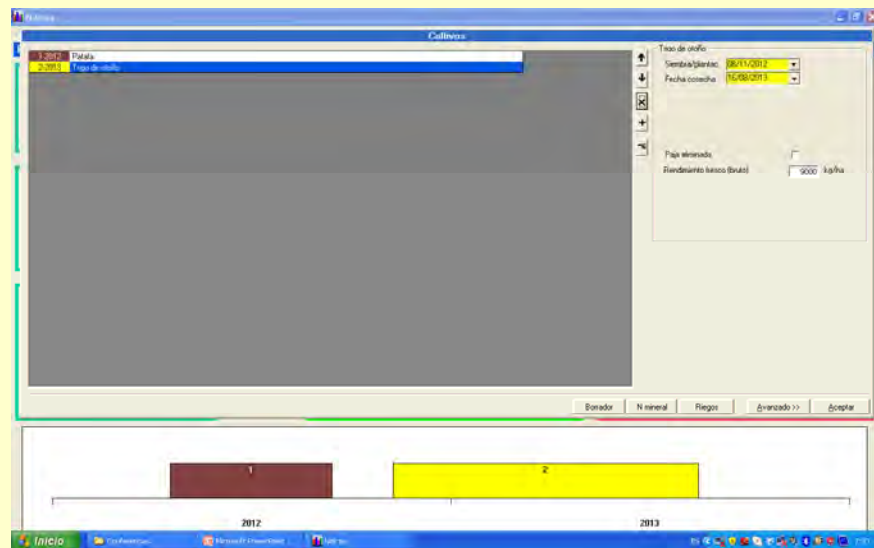 Cultivos
1-2012 Patata
2-2013 Trigo de otoño
Trigo de otoño
Siembra/plantac. 08/11/2012
Fecha cosecha 16/08/2013
Paja eliminada
Rendimiento fresco (bruto) 9000 kg/ha
Borrador N mineral Riegos Avanzado >> Aceptar
1 2
2012 2013
Inicio Microsoft PowerPoint